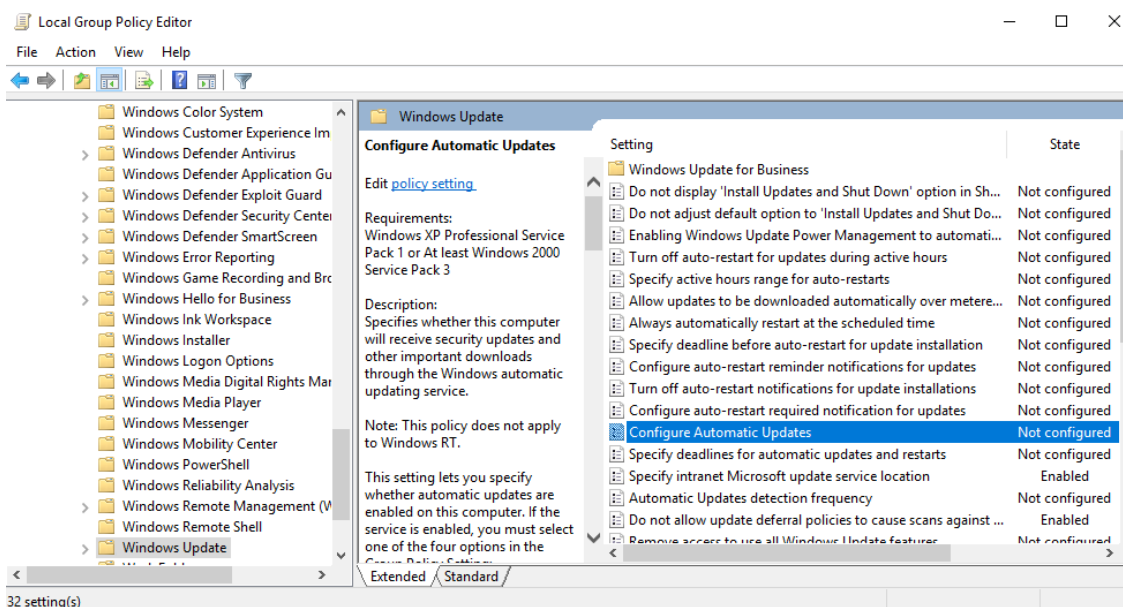 Local Group Policy Editor
File Action View Help
Windows Color System
Windows Customer Experience Im
Windows Defender Antivirus
Windows Defender Application Gu
Windows Defender Exploit Guard
Windows Defender Security Center
Windows Defender SmartScreen
Windows Error Reporting
Windows Game Recording and Bro
Windows Hello for Business
Windows Ink Workspace
Windows Installer
Windows Logon Options
Windows Media Digital Rights Mar
Windows Media Player
Windows Messenger
Windows Mobility Center
Windows PowerShell
Windows Reliability Analysis
Windows Remote Management (W
Windows Remote Shell
Windows Update
Windows Update
Configure Automatic Updates
Edit policy setting
Requirements:
Windows XP Professional Service
Pack 1 or At least Windows 2000
Service Pack 3
Description:
Specifies whether this computer
will receive security updates and
other important downloads
through the Windows automatic
updating service.
Note: This policy does not apply
to Windows RT.
This setting lets you specify
whether automatic updates are
enabled on this computer. If the
service is enabled, you must select
one of the four options in the
Group Policy Setting:
Setting State
Windows Update for Business
Do not display 'Install Updates and Shut Down' option in Sh... Not configured
Do not adjust default option to 'Install Updates and Shut Do... Not configured
Enabling Windows Update Power Management to automati... Not configured
Turn off auto-restart for updates during active hours Not configured
Specify active hours range for auto-restarts Not configured
Allow updates to be downloaded automatically over metere... Not configured
Always automatically restart at the scheduled time Not configured
Specify deadline before auto-restart for update installation Not configured
Configure auto-restart reminder notifications for updates Not configured
Turn off auto-restart notifications for update installations Not configured
Configure auto-restart required notification for updates Not configured
Configure Automatic Updates Not configured
Specify deadlines for automatic updates and restarts Not configured
Specify intranet Microsoft update service location Enabled
Automatic Updates detection frequency Not configured
Do not allow update deferral policies to cause scans against ... Enabled
Remove access to use all Windows Update features Not configured
Extended Standard
32 setting(s)